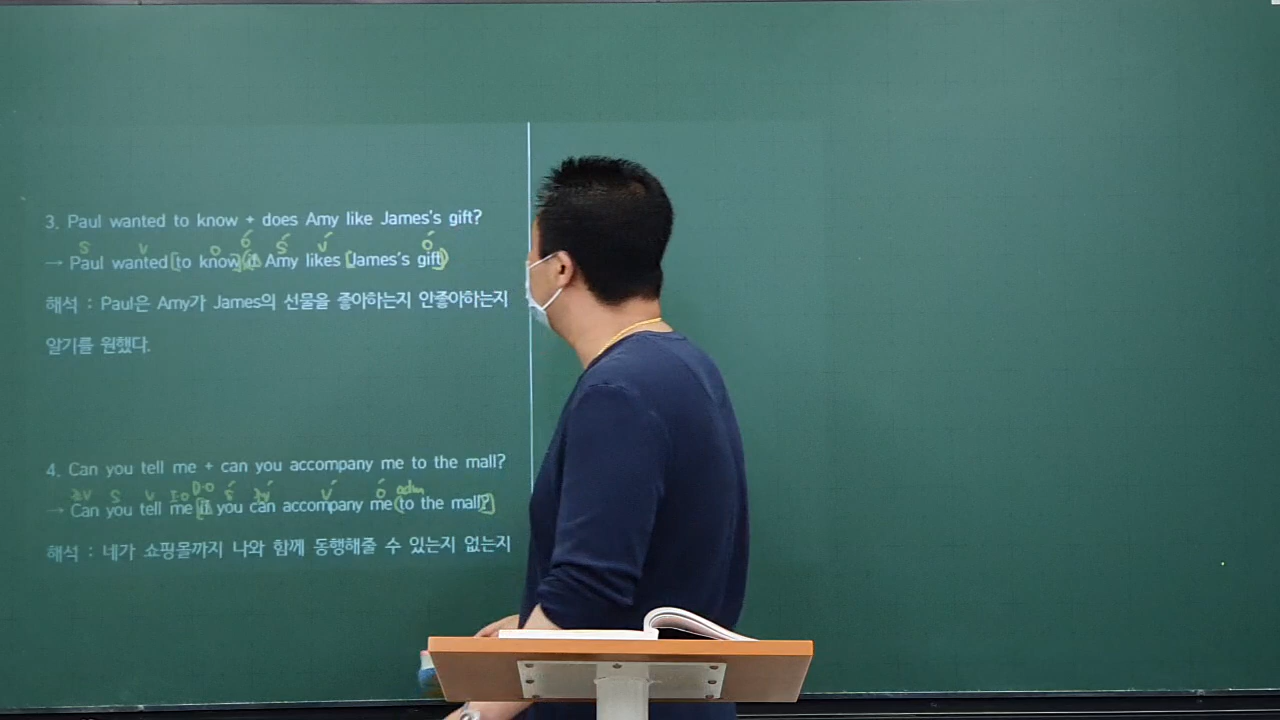 3. Paul wanted to know + does Amy like James's gift?
S V O ó Ś V́ Ó
→ Paul wanted [to know] (if Amy likes [James's gift])
해석 : Paul은 Amy가 James의 선물을 좋아하는지 안좋아하는지
알기를 원했다.
4. Can you tell me + can you accompany me to the mall?
S V I·O D·O V́ Ó
→ Can you tell me [if you can accompany me (to the mall?)]
해석 : 네가 쇼핑몰까지 나와 함께 동행해줄 수 있는지 없는지